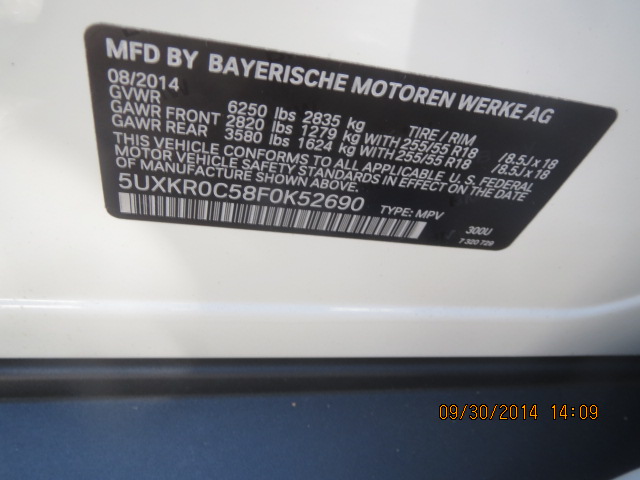 MFD BY BAYERISCHE MOTOREN WERKE AG
08/2014
GVWR 6250 lbs 2835 kg TIRE / RIM
GAWR FRONT 2820 lbs 1279 kg WITH 255/55 R18 /8.5J x 18
GAWR REAR 3580 lbs 1624 kg WITH 255/55 R18 /8.5J x 18
THIS VEHICLE CONFORMS TO ALL APPLICABLE U.S. FEDERAL
MOTOR VEHICLE SAFETY STANDARDS IN EFFECT ON THE DATE
OF MANUFACTURE SHOWN ABOVE.
5UXKR0C58F0K52690 TYPE: MPV 300U
7 320 729
09/30/2014 14:09